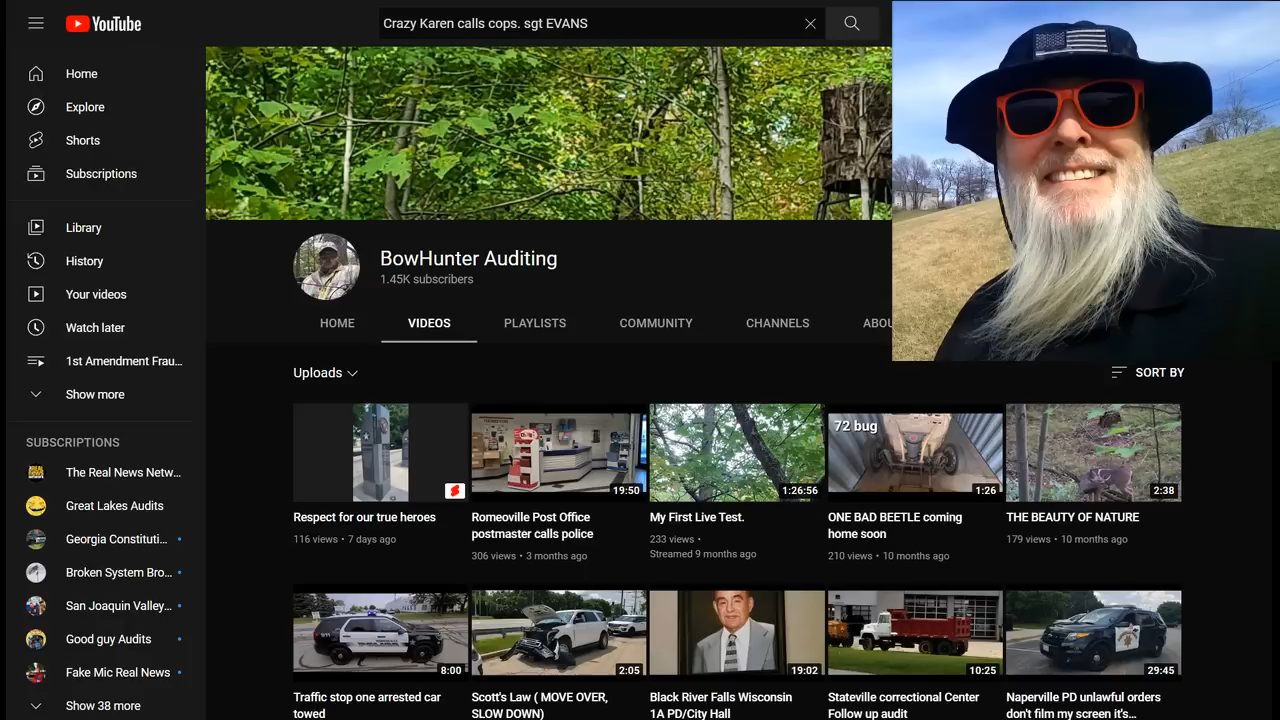 YouTube
Crazy Karen calls cops. sgt EVANS
Home
Explore
Shorts
Subscriptions
Library
History
Your videos
Watch later
1st Amendment Frau...
Show more
SUBSCRIPTIONS
The Real News Netw...
Great Lakes Audits
Georgia Constituti...
Broken System Bro...
San Joaquin Valley...
Good guy Audits
Fake Mic Real News
Show 38 more
BowHunter Auditing
1.45K subscribers
HOME VIDEOS PLAYLISTS COMMUNITY CHANNELS ABOU
Uploads
SORT BY
Respect for our true heroes
116 views • 7 days ago
19:50
Romeoville Post Office
postmaster calls police
306 views • 3 months ago
1:26:56
My First Live Test.
233 views •
Streamed 9 months ago
72 bug
1:26
ONE BAD BEETLE coming
home soon
210 views • 10 months ago
2:38
THE BEAUTY OF NATURE
179 views • 10 months ago
8:00
Traffic stop one arrested car
towed
2:05
Scott's Law ( MOVE OVER,
SLOW DOWN)
19:02
Black River Falls Wisconsin
1A PD/City Hall
10:25
Stateville correctional Center
Follow up audit
29:45
Naperville PD unlawful orders
don't film my screen it's...